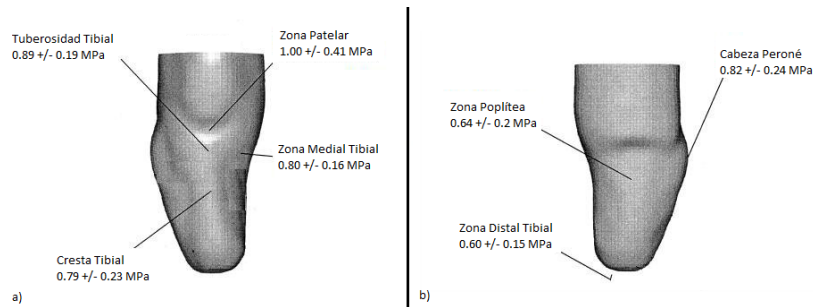 Tuberosidad Tibial
0.89 +/- 0.19 MPa
Zona Patelar
1.00 +/- 0.41 MPa
Zona Medial Tibial
0.80 +/- 0.16 MPa
Cresta Tibial
0.79 +/- 0.23 MPa
a)
Cabeza Peroné
0.82 +/- 0.24 MPa
Zona Poplítea
0.64 +/- 0.2 MPa
Zona Distal Tibial
0.60 +/- 0.15 MPa
b)